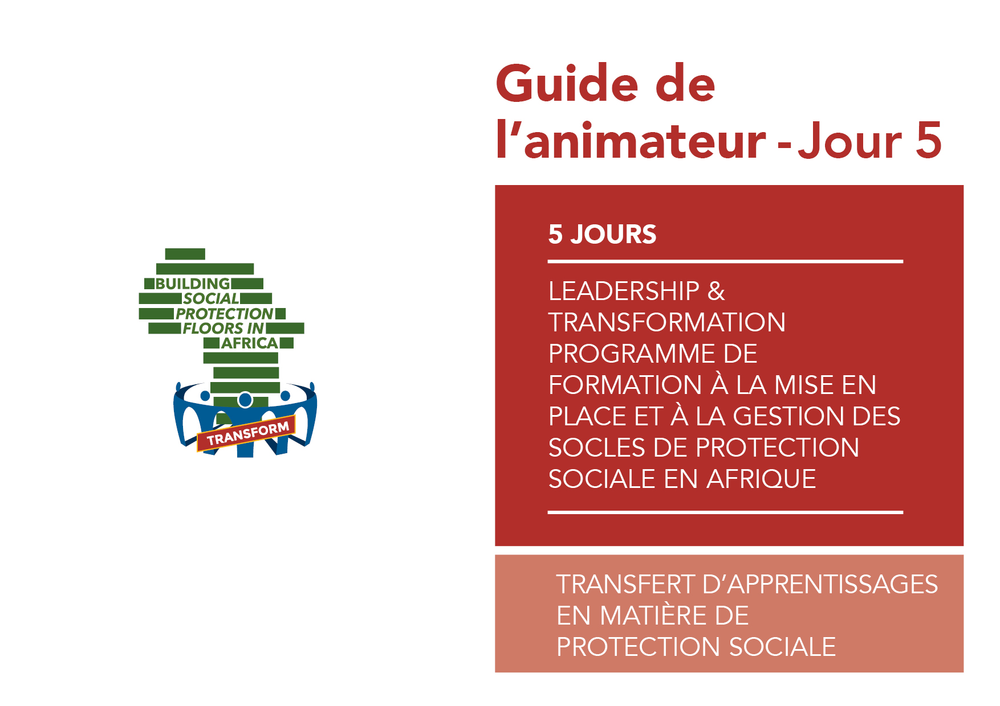 Guide de
l’animateur - Jour 5
5 JOURS
LEADERSHIP &
TRANSFORMATION
PROGRAMME DE
FORMATION À LA MISE EN
PLACE ET À LA GESTION DES
SOCLES DE PROTECTION
SOCIALE EN AFRIQUE
TRANSFERT D’APPRENTISSAGES
EN MATIÈRE DE
PROTECTION SOCIALE
BUILDING
SOCIAL
PROTECTION
FLOORS IN
AFRICA
TRANSFORM